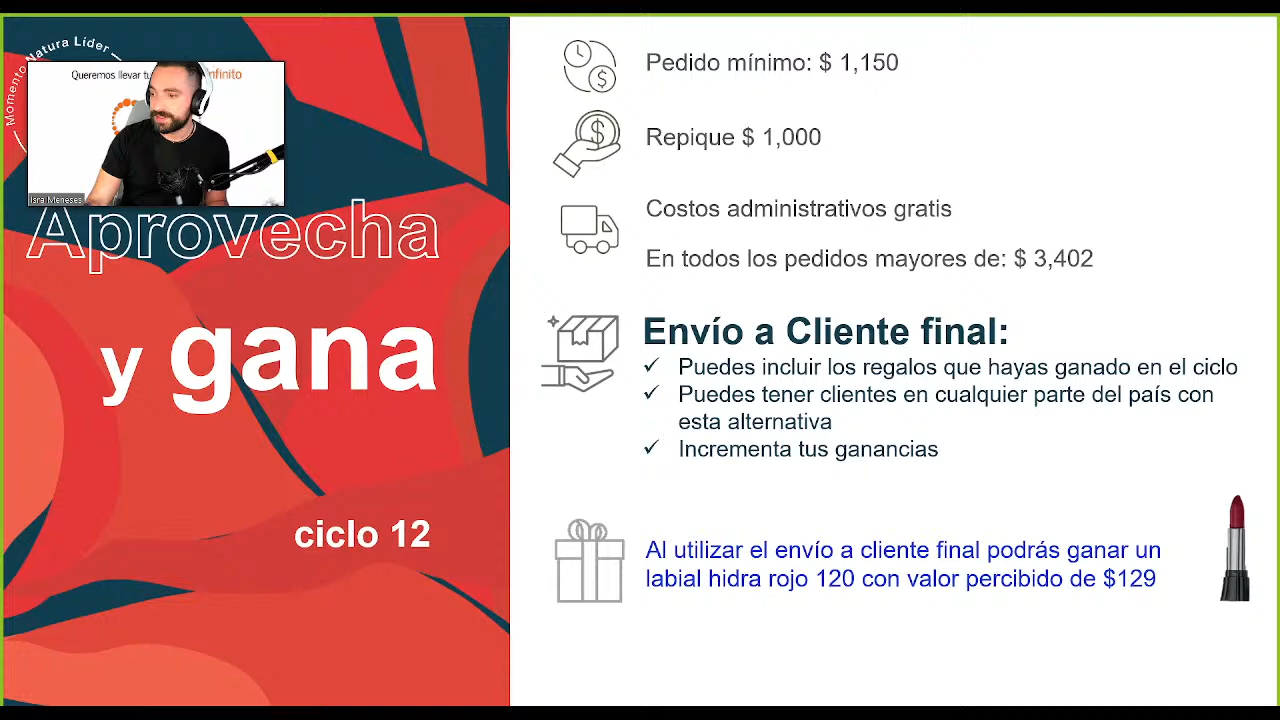 Momento Natura Líder
Queremos llevar tu
nfinito
Isra Meneses
Aprovecha
y gana
ciclo 12
Pedido mínimo: $ 1,150
Repique $ 1,000
Costos administrativos gratis
En todos los pedidos mayores de: $ 3,402
Envío a Cliente final:
✓ Puedes incluir los regalos que hayas ganado en el ciclo
✓ Puedes tener clientes en cualquier parte del país con
esta alternativa
✓ Incrementa tus ganancias
Al utilizar el envío a cliente final podrás ganar un
labial hidra rojo 120 con valor percibido de $129